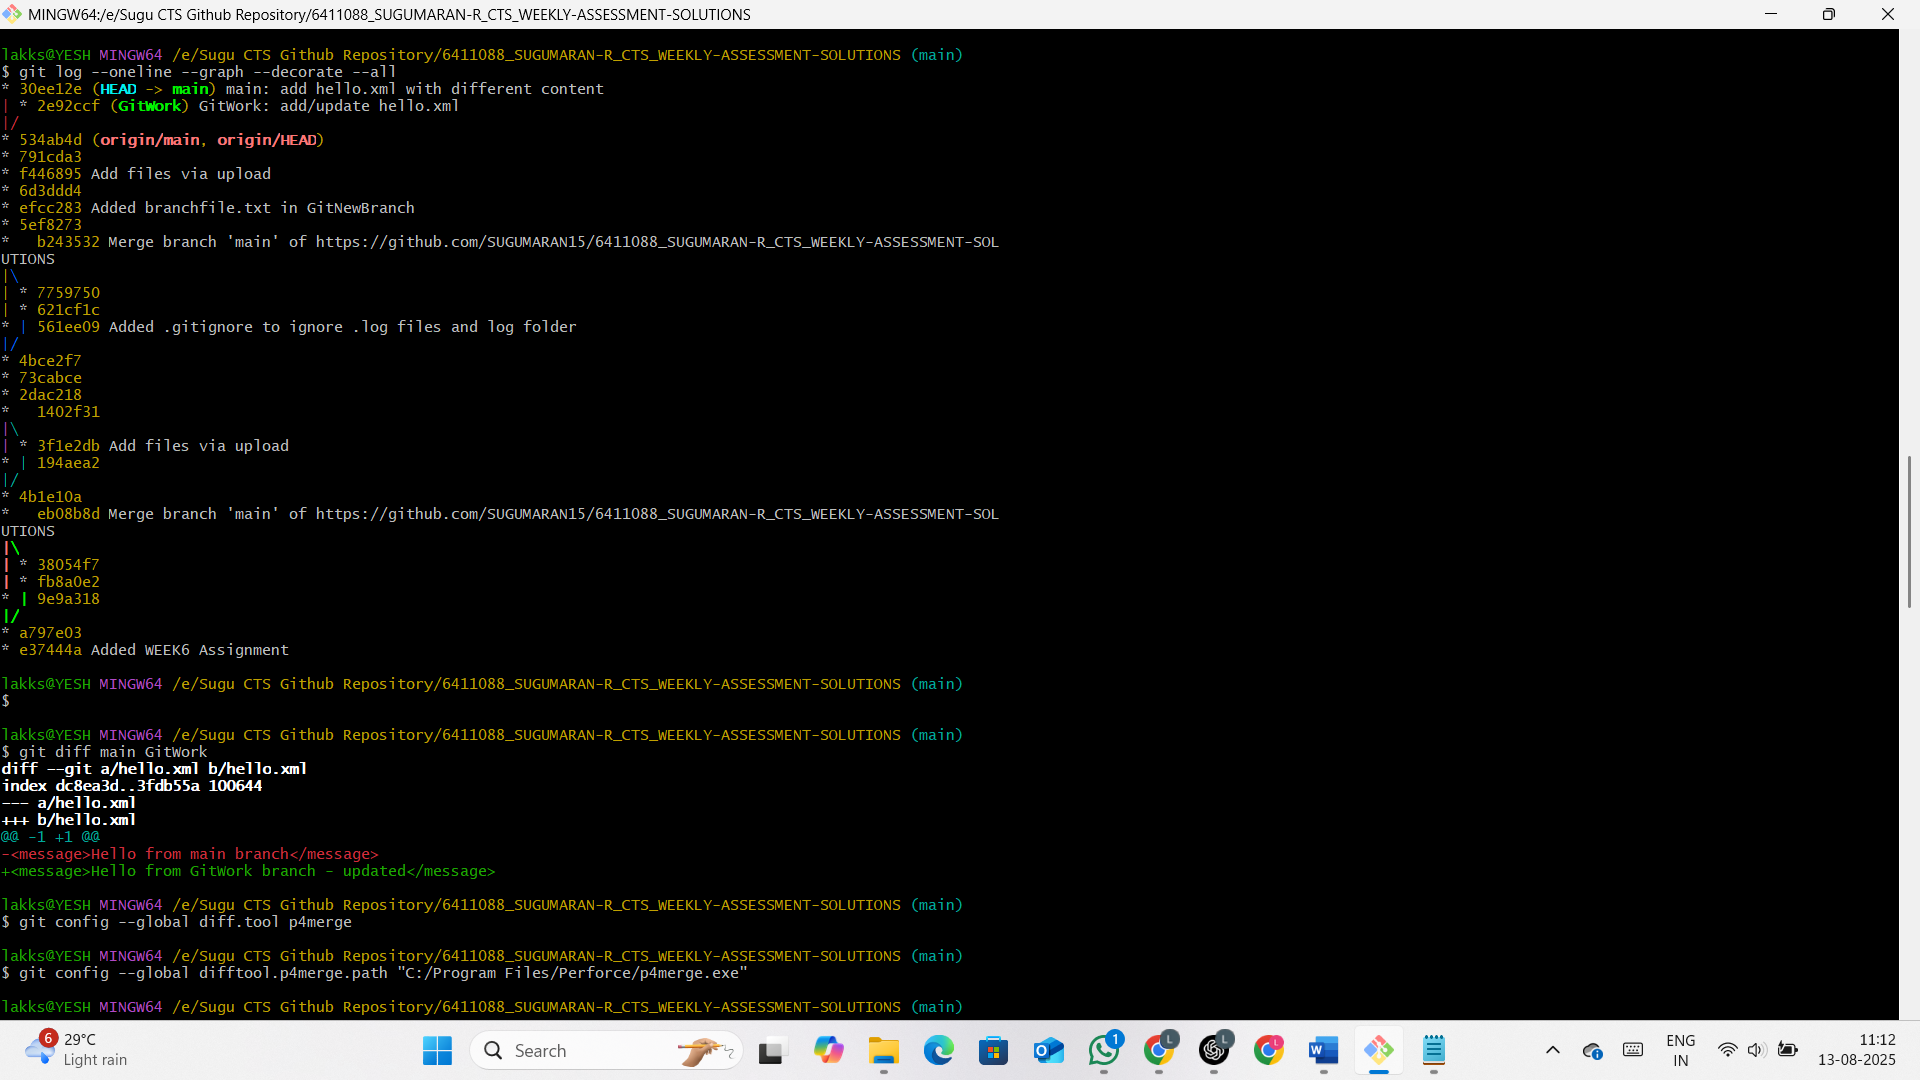 MINGW64:/e/Sugu CTS Github Repository/6411088_SUGUMARAN-R_CTS_WEEKLY-ASSESSMENT-SOLUTIONS
lakks@YESH MINGW64 /e/Sugu CTS Github Repository/6411088_SUGUMARAN-R_CTS_WEEKLY-ASSESSMENT-SOLUTIONS (main)
$ git log --oneline --graph --decorate --all
* 30ee12e (HEAD -> main) main: add hello.xml with different content
| * 2e92ccf (GitWork) GitWork: add/update hello.xml
|/
* 534ab4d (origin/main, origin/HEAD)
* 791cda3
* f446895 Add files via upload
* 6d3ddd4
* efcc283 Added branchfile.txt in GitNewBranch
* 5ef8273
*   b243532 Merge branch 'main' of https://github.com/SUGUMARAN15/6411088_SUGUMARAN-R_CTS_WEEKLY-ASSESSMENT-SOL
UTIONS
|\
| * 7759750
| * 621cf1c
* | 561ee09 Added .gitignore to ignore .log files and log folder
|/
* 4bce2f7
* 73cabce
* 2dac218
*   1402f31
|\
| * 3f1e2db Add files via upload
* | 194aea2
|/
* 4b1e10a
*   eb08b8d Merge branch 'main' of https://github.com/SUGUMARAN15/6411088_SUGUMARAN-R_CTS_WEEKLY-ASSESSMENT-SOL
UTIONS
|\
| * 38054f7
| * fb8a0e2
* | 9e9a318
|/
* a797e03
* e37444a Added WEEK6 Assignment
lakks@YESH MINGW64 /e/Sugu CTS Github Repository/6411088_SUGUMARAN-R_CTS_WEEKLY-ASSESSMENT-SOLUTIONS (main)
$
lakks@YESH MINGW64 /e/Sugu CTS Github Repository/6411088_SUGUMARAN-R_CTS_WEEKLY-ASSESSMENT-SOLUTIONS (main)
$ git diff main GitWork
diff --git a/hello.xml b/hello.xml
index dc8ea3d..3fdb55a 100644
--- a/hello.xml
+++ b/hello.xml
@@ -1 +1 @@
-<message>Hello from main branch</message>
+<message>Hello from GitWork branch - updated</message>
lakks@YESH MINGW64 /e/Sugu CTS Github Repository/6411088_SUGUMARAN-R_CTS_WEEKLY-ASSESSMENT-SOLUTIONS (main)
$ git config --global diff.tool p4merge
lakks@YESH MINGW64 /e/Sugu CTS Github Repository/6411088_SUGUMARAN-R_CTS_WEEKLY-ASSESSMENT-SOLUTIONS (main)
$ git config --global difftool.p4merge.path "C:/Program Files/Perforce/p4merge.exe"
lakks@YESH MINGW64 /e/Sugu CTS Github Repository/6411088_SUGUMARAN-R_CTS_WEEKLY-ASSESSMENT-SOLUTIONS (main)
6
29°C
Light rain
Search
1
L
L
L
ENG
IN
11:12
13-08-2025